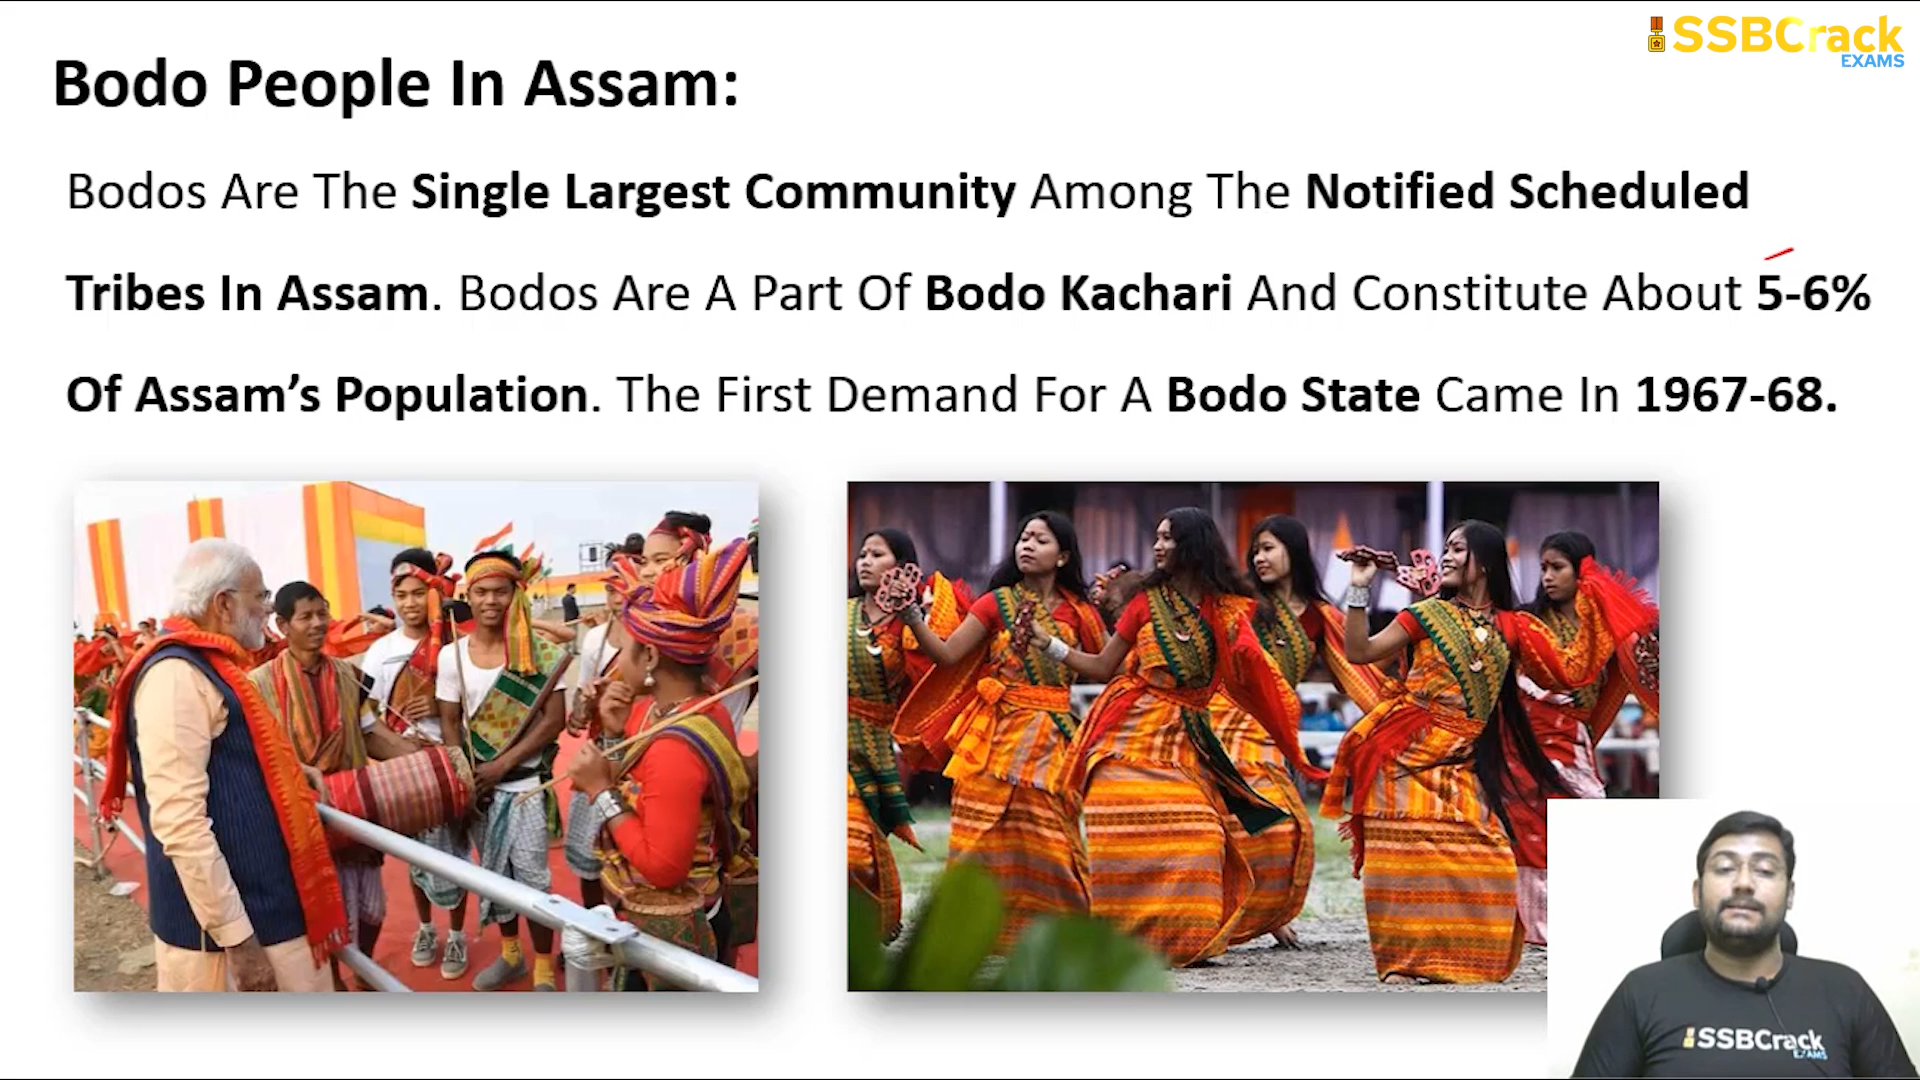 SSBCrack
EXAMS
Bodo People In Assam:
Bodos Are The Single Largest Community Among The Notified Scheduled
Tribes In Assam. Bodos Are A Part Of Bodo Kachari And Constitute About 5-6%
Of Assam’s Population. The First Demand For A Bodo State Came In 1967-68.
SSBCrack
EXAMS